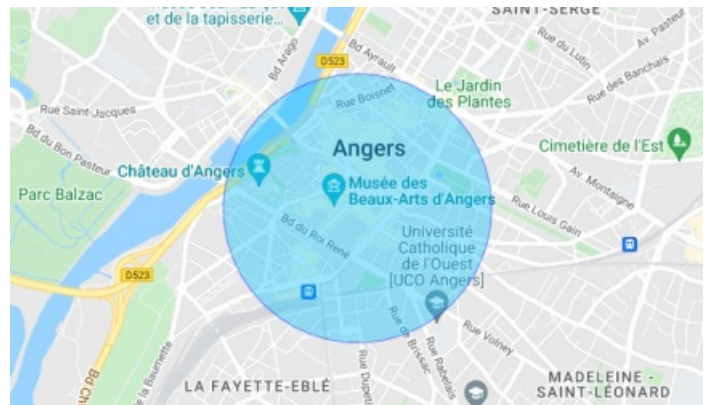 et de la tapisserie...
SAINT-SERGE
Bd Arago
Bd Ayrault
Rue du Lutin
Av. Pasteur
D523
Rue des Banchais
Le Jardin
des Plantes
Rue Boisnet
Rue Saint-Jacques
Bd du Bon Pasteur
Angers
Cimetière de l'Est
Château d'Angers
Musée des
Beaux-Arts d'Angers
Av. Montaigne
Parc Balzac
Rue Louis Gain
Bd du Roi René
Université
Catholique
de l'Ouest
[UCO Angers]
D523
Rue de Brissac
Rue Rabelais
Rue Volney
de la Baumette
LA FAYETTE-EBLÉ
MADELEINE -
SAINT-LÉONARD